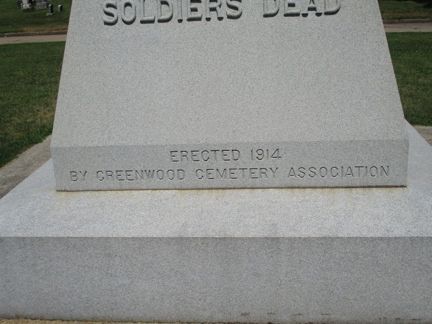 SOLDIERS DEAD
ERECTED 1914
BY GREENWOOD CEMETERY ASSOCIATION